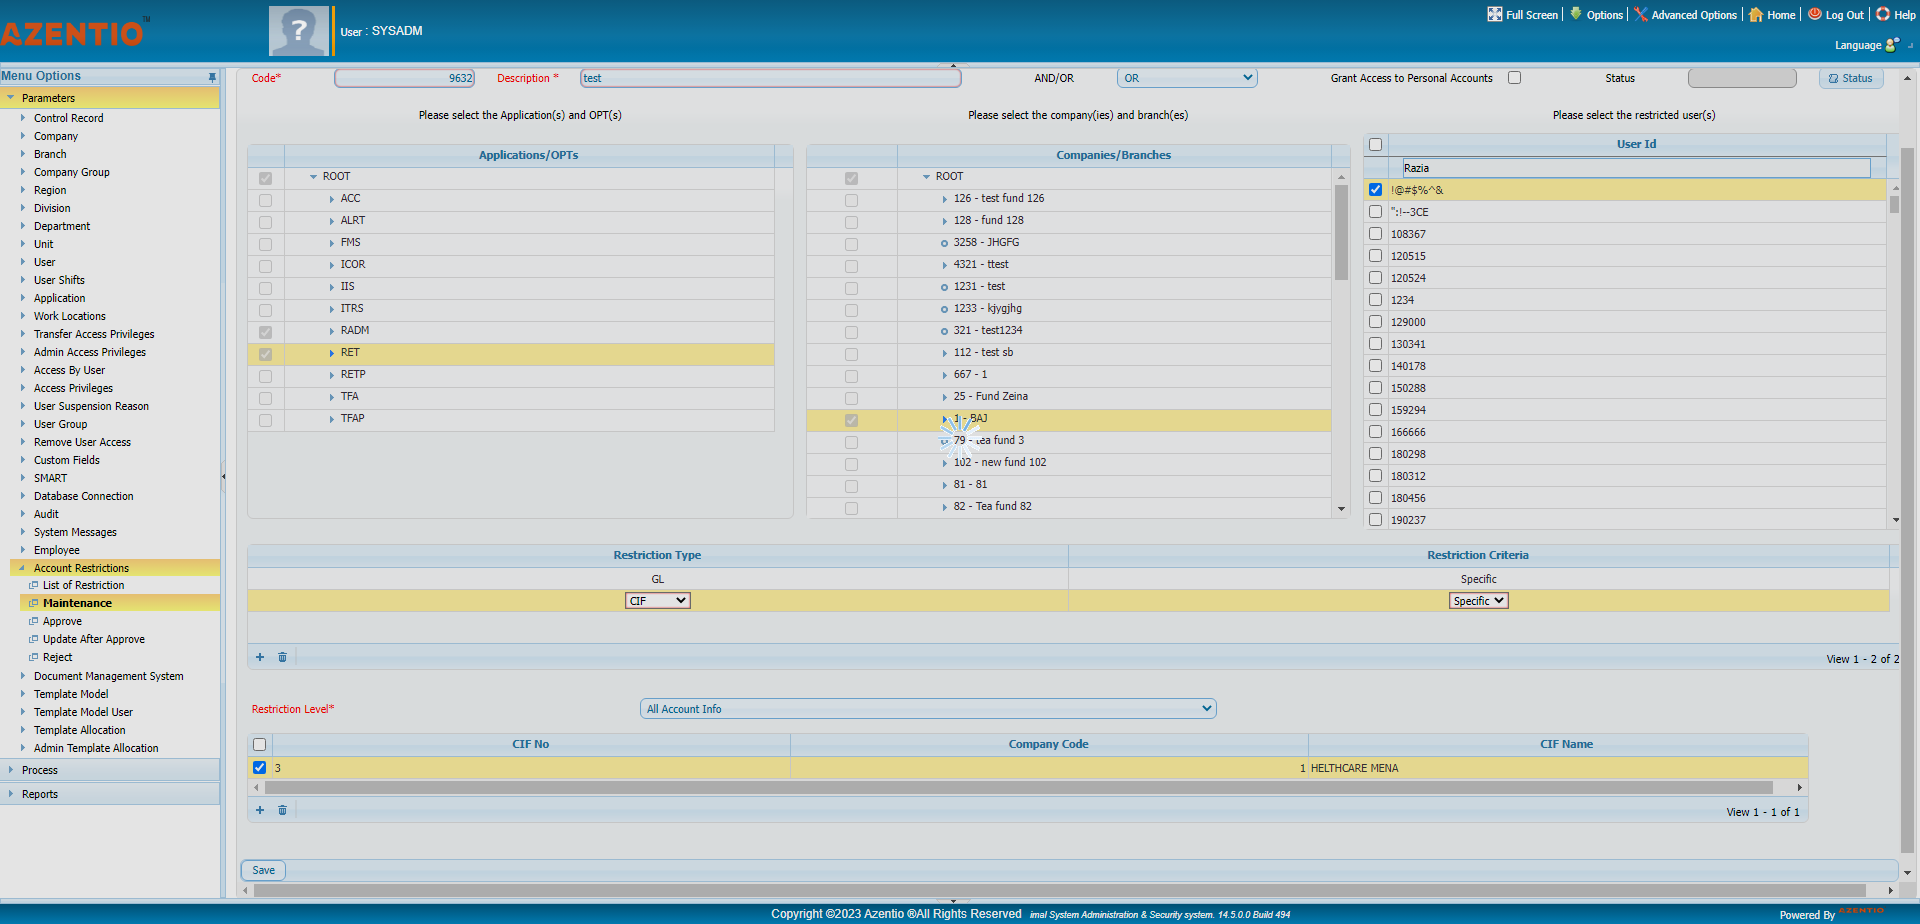 AZENTIO™
?
User : SYSADM
Full Screen
Options
Advanced Options
Home
Log Out
Help
Language
Menu Options
Parameters
Control Record
Company
Branch
Company Group
Region
Division
Department
Unit
User
User Shifts
Application
Work Locations
Transfer Access Privileges
Admin Access Privileges
Access By User
Access Privileges
User Suspension Reason
User Group
Remove User Access
Custom Fields
SMART
Database Connection
Audit
System Messages
Employee
Account Restrictions
List of Restriction
Maintenance
Approve
Update After Approve
Reject
Document Management System
Template Model
Template Model User
Template Allocation
Admin Template Allocation
Process
Reports
Code* 9632 Description * test AND/OR OR Grant Access to Personal Accounts Status Status
Please select the Application(s) and OPT(s)
Applications/OPTs
ROOT
ACC
ALRT
FMS
ICOR
IIS
ITRS
RADM
RET
RETP
TFA
TFAP
Please select the company(ies) and branch(es)
Companies/Branches
ROOT
126 - test fund 126
128 - fund 128
3258 - JHGFG
4321 - ttest
1231 - test
1233 - kjygjhg
321 - test1234
112 - test sb
667 - 1
25 - Fund Zeina
1 - BAJ
79 - tea fund 3
102 - new fund 102
81 - 81
82 - Tea fund 82
Please select the restricted user(s)
User Id
Razia
!@#$%^&
":!--3CE
108367
120515
120524
1234
129000
130341
140178
150288
159294
166666
180298
180312
180456
190237
Restriction Type Restriction Criteria
GL Specific
CIF Specific
View 1 - 2 of 2
Restriction Level* All Account Info
CIF No Company Code CIF Name
3 1 HELTHCARE MENA
View 1 - 1 of 1
Save
Copyright ©2023 Azentio ®All Rights Reserved imal System Administration & Security system. 14.5.0.0 Build 494
Powered By AZENTIO